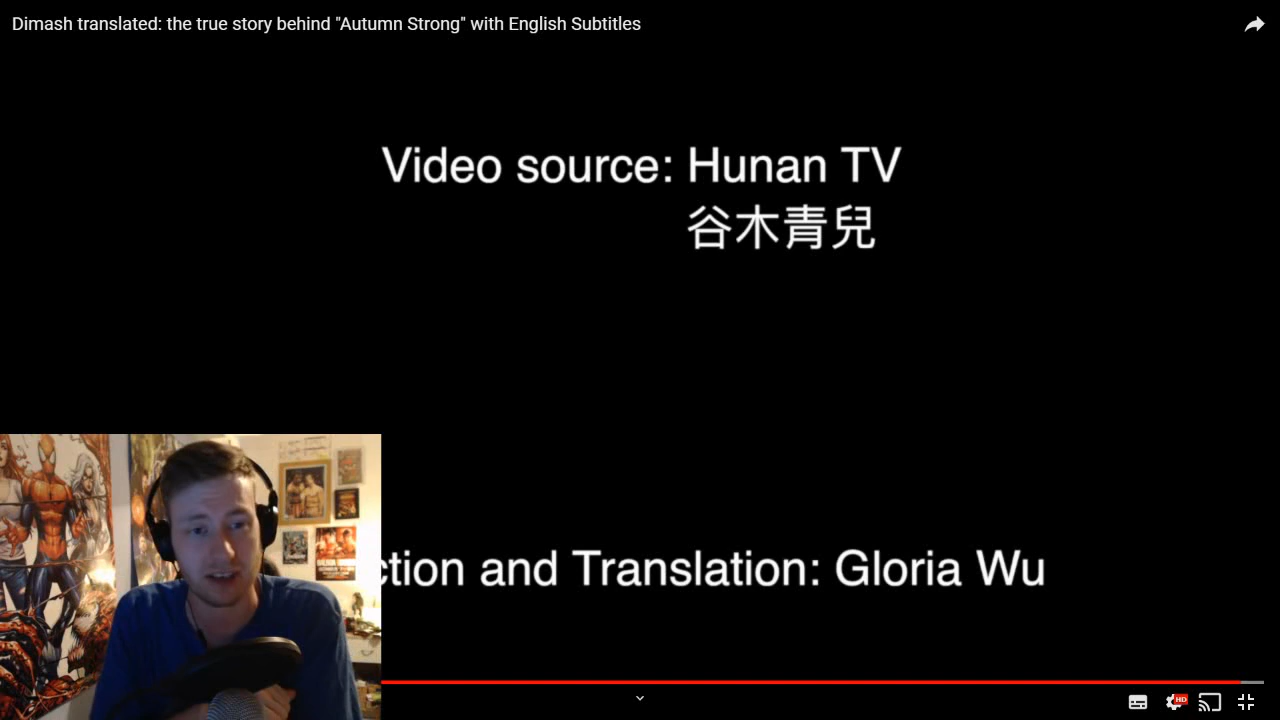 Dimash translated: the true story behind "Autumn Strong" with English Subtitles
Video source: Hunan TV
谷木青兒
ction and Translation: Gloria Wu
HD